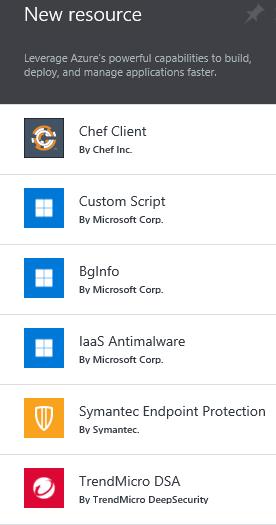 New resource
Leverage Azure's powerful capabilities to build,
deploy, and manage applications faster.
Chef Client
By Chef Inc.
Custom Script
By Microsoft Corp.
BgInfo
By Microsoft Corp.
IaaS Antimalware
By Microsoft Corp.
Symantec Endpoint Protection
By Symantec.
TrendMicro DSA
By TrendMicro DeepSecurity